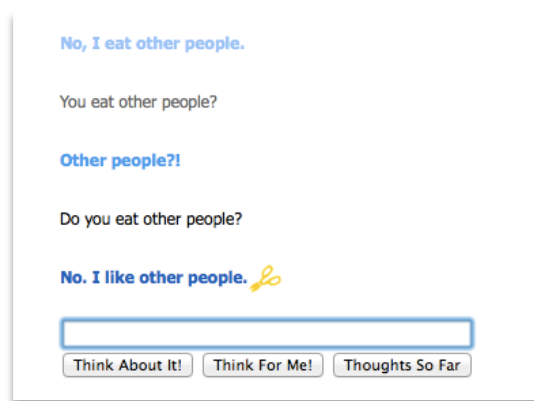 No, I eat other people.
You eat other people?
Other people?!
Do you eat other people?
No. I like other people.
Think About It! Think For Me! Thoughts So Far